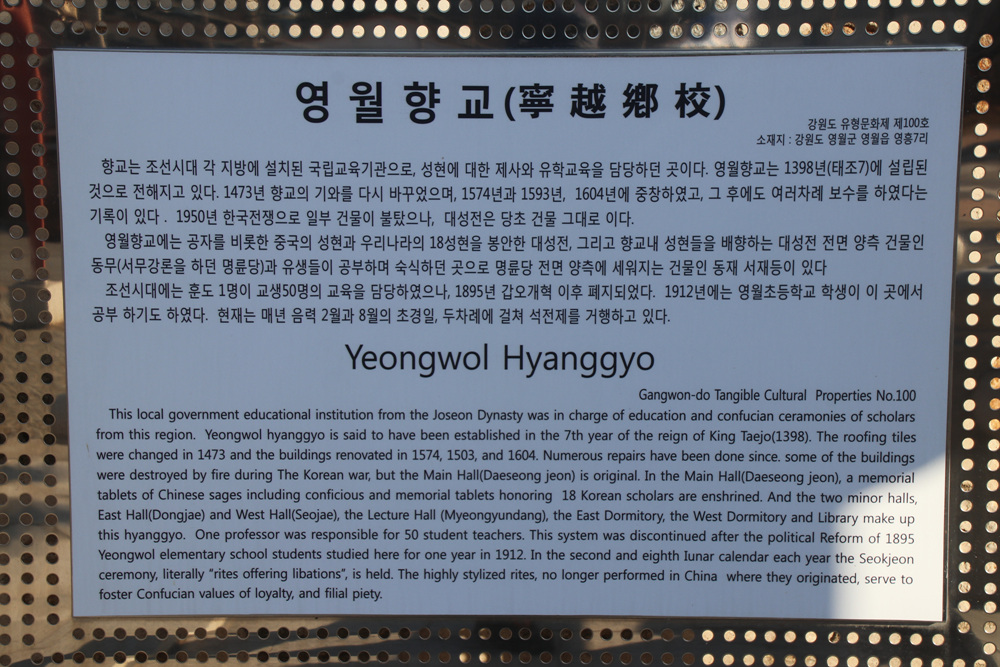 영월향교(寧越鄕校)
강원도 유형문화제 제100호
소재지 : 강원도 영월군 영월읍 영흥7리
향교는 조선시대 각 지방에 설치된 국립교육기관으로, 성현에 대한 제사와 유학교육을 담당하던 곳이다. 영월향교는 1398년(태조7)에 설립된
것으로 전해지고 있다. 1473년 향교의 기와를 다시 바꾸었으며, 1574년과 1593년, 1604년에 중창하였고, 그 후에도 여러차례 보수를 하였다는
기록이 있다 . 1950년 한국전쟁으로 일부 건물이 불탔으나, 대성전은 당초 건물 그대로 이다.
영월향교에는 공자를 비롯한 중국의 성현과 우리나라의 18성현을 봉안한 대성전, 그리고 향교내 성현들을 배향하는 대성전 전면 양측 건물인
동무(서무강론을 하던 명륜당)과 유생들이 공부하며 숙식하던 곳으로 명륜당 전면 양측에 세워지는 건물인 동재 서재등이 있다
조선시대에는 훈도 1명이 교생50명의 교육을 담당하였으나, 1895년 갑오개혁 이후 폐지되었다. 1912년에는 영월초등학교 학생이 이 곳에서
공부 하기도 하였다. 현재는 매년 음력 2월과 8월의 초경일, 두차례에 걸쳐 석전제를 거행하고 있다.
Yeongwol Hyanggyo
Gangwon-do Tangible Cultural Properties No.100
This local government educational institution from the Joseon Dynasty was in charge of education and confucian ceremonies of scholars
from this region. Yeongwol hyanggyo is said to have been established in the 7th year of the reign of King Taejo(1398). The roofing tiles
were changed in 1473 and the buildings renovated in 1574, 1503, and 1604. Numerous repairs have been done since. some of the buildings
were destroyed by fire during The Korean war, but the Main Hall(Daeseong jeon) is original. In the Main Hall(Daeseong jeon), a memorial
tablets of Chinese sages including conficious and memorial tablets honoring 18 Korean scholars are enshrined. And the two minor halls,
East Hall(Dongjae) and West Hall(Seojae), the Lecture Hall (Myeongyundang), the East Dormitory, the West Dormitory and Library make up
this hyanggyo. One professor was responsible for 50 student teachers. This system was discontinued after the political Reform of 1895
Yeongwol elementary school students studied here for one year in 1912. In the second and eighth Iunar calendar each year the Seokjeon
ceremony, literally "rites offering libations", is held. The highly stylized rites, no longer performed in China where they originated, serve to
foster Confucian values of loyalty, and filial piety.